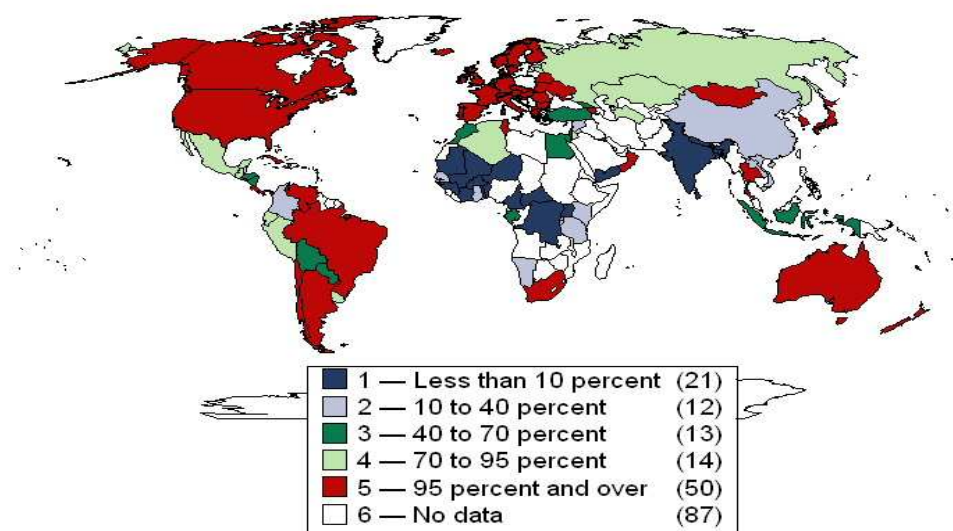 1 — Less than 10 percent (21)
2 — 10 to 40 percent (12)
3 — 40 to 70 percent (13)
4 — 70 to 95 percent (14)
5 — 95 percent and over (50)
6 — No data (87)